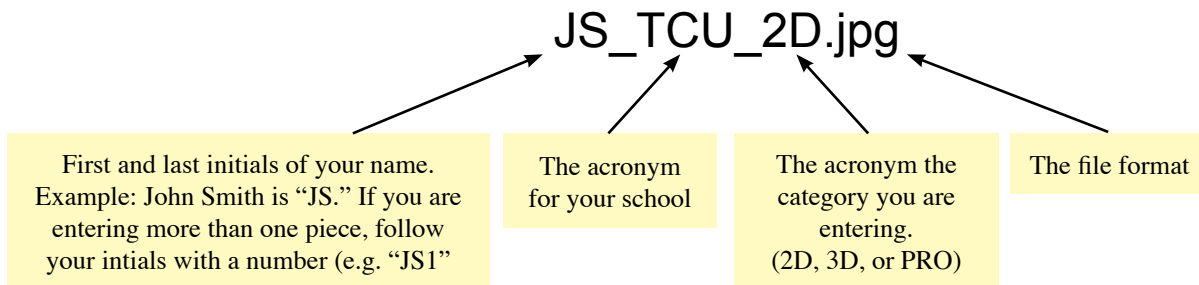 JS_TCU_2D.jpg
First and last initials of your name.
Example: John Smith is “JS.” If you are
entering more than one piece, follow
your intials with a number (e.g. “JS1”
The acronym
for your school
The acronym the
category you are
entering.
(2D, 3D, or PRO)
The file format